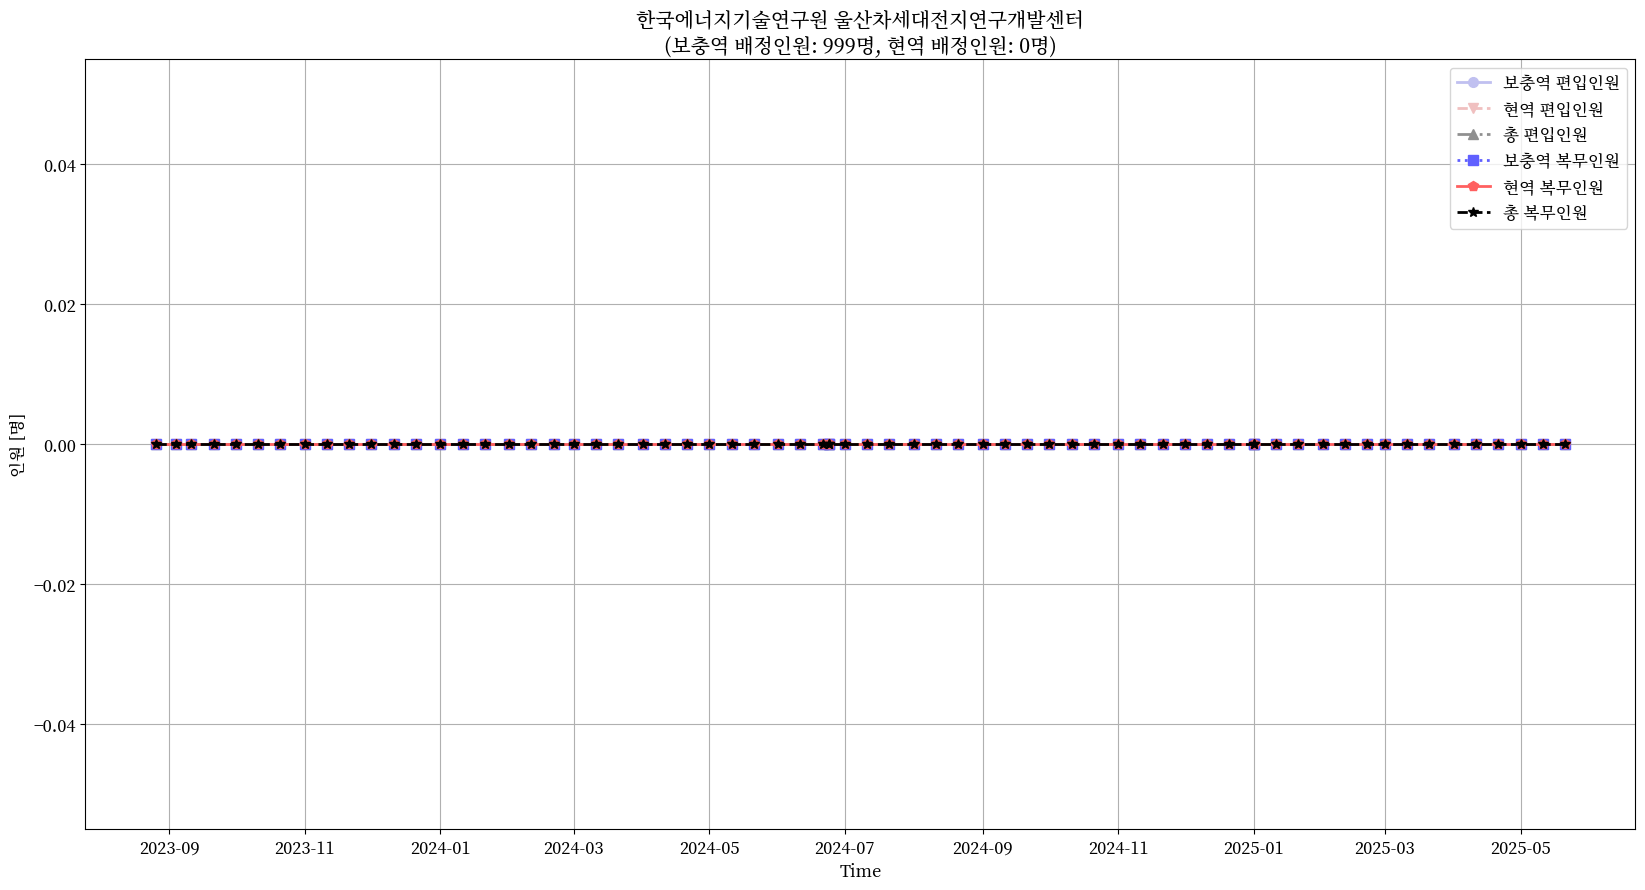 한국에너지기술연구원 울산차세대전지연구개발센터
(보충역 배정인원: 999명, 현역 배정인원: 0명)
보충역 편입인원
현역 편입인원
총 편입인원
보충역 복무인원
현역 복무인원
총 복무인원
인원 [명]
0.04
0.02
0.00
−0.02
−0.04
2023-09
2023-11
2024-01
2024-03
2024-05
2024-07
2024-09
2024-11
2025-01
2025-03
2025-05
Time